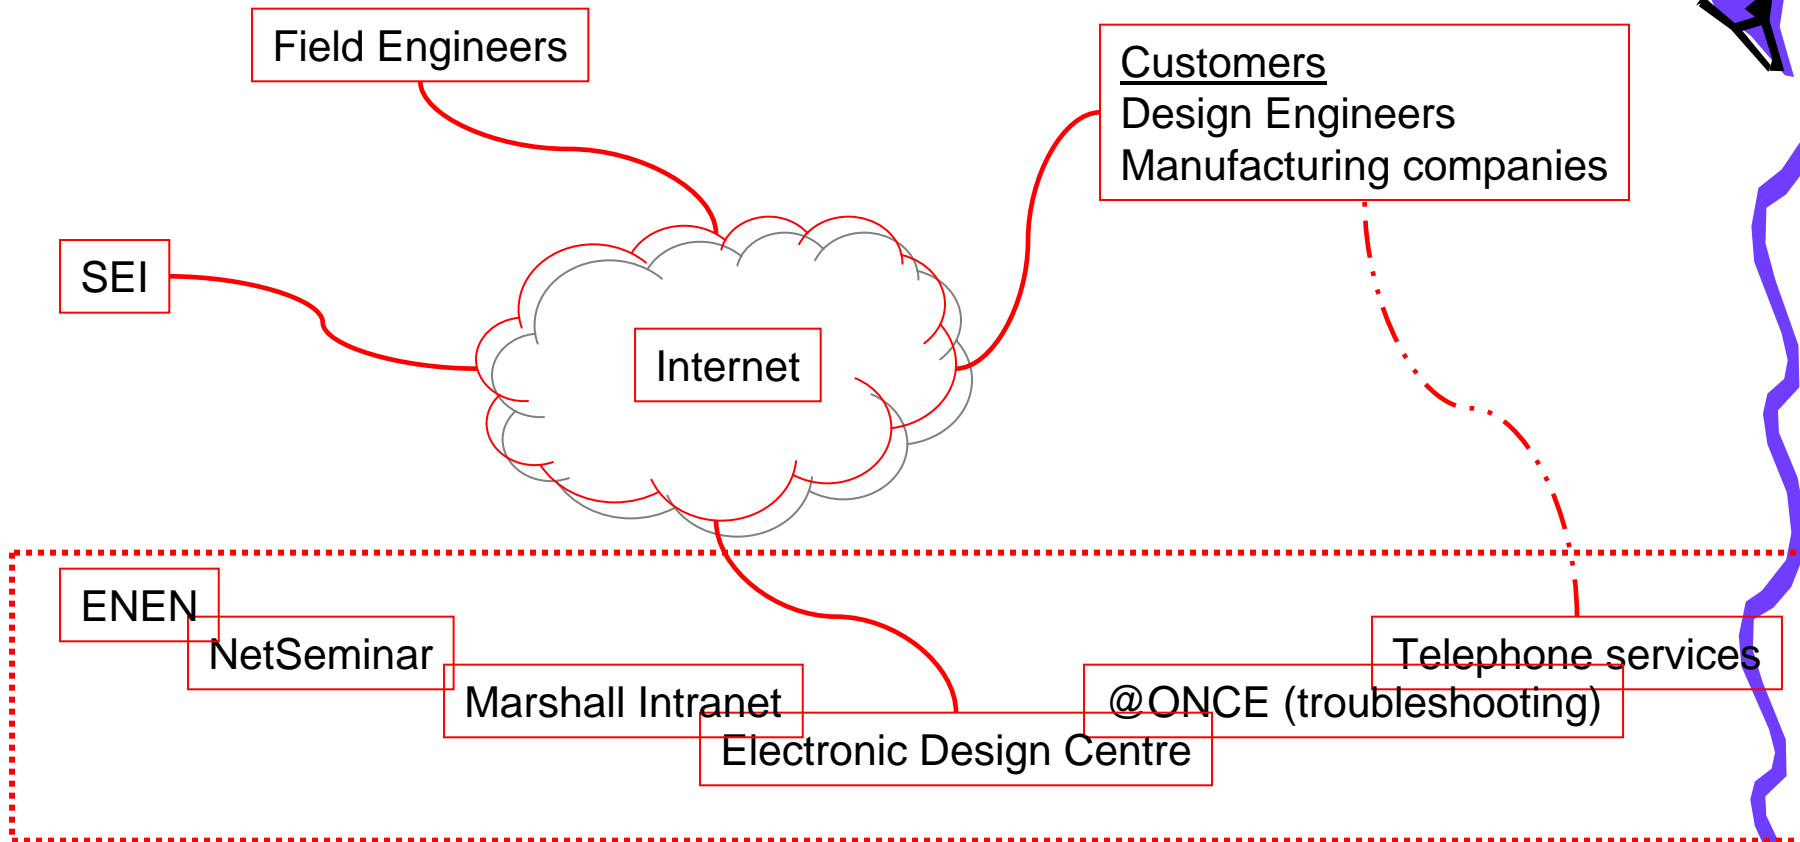 Field Engineers
Customers
Design Engineers
Manufacturing companies
SEI
Internet
ENEN
NetSeminar
Telephone services
Marshall Intranet
@ONCE (troubleshooting)
Electronic Design Centre